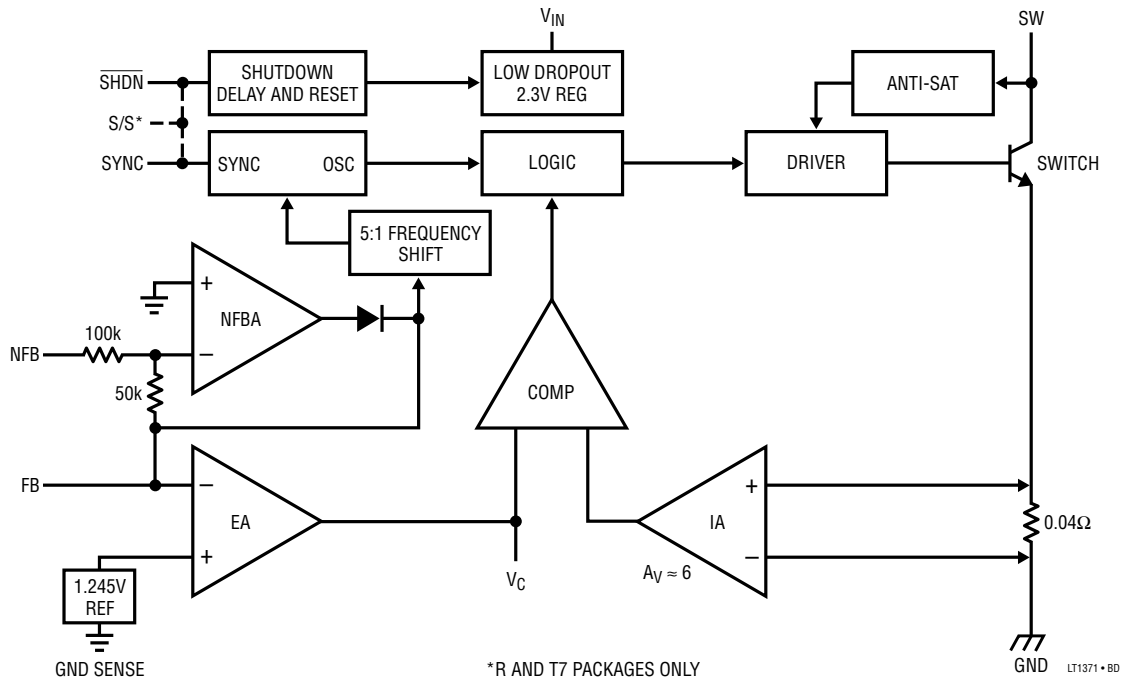 V_IN
SW
SHDN
SHUTDOWN
DELAY AND RESET
LOW DROPOUT
2.3V REG
ANTI-SAT
S/S*
SYNC
SYNC
OSC
LOGIC
DRIVER
SWITCH
5:1 FREQUENCY
SHIFT
+
NFBA
–
100k
NFB
50k
COMP
FB
–
EA
+
+
IA
–
0.04Ω
A_V ≈ 6
V_C
1.245V
REF
GND SENSE
*R AND T7 PACKAGES ONLY
GND
LT1371 • BD